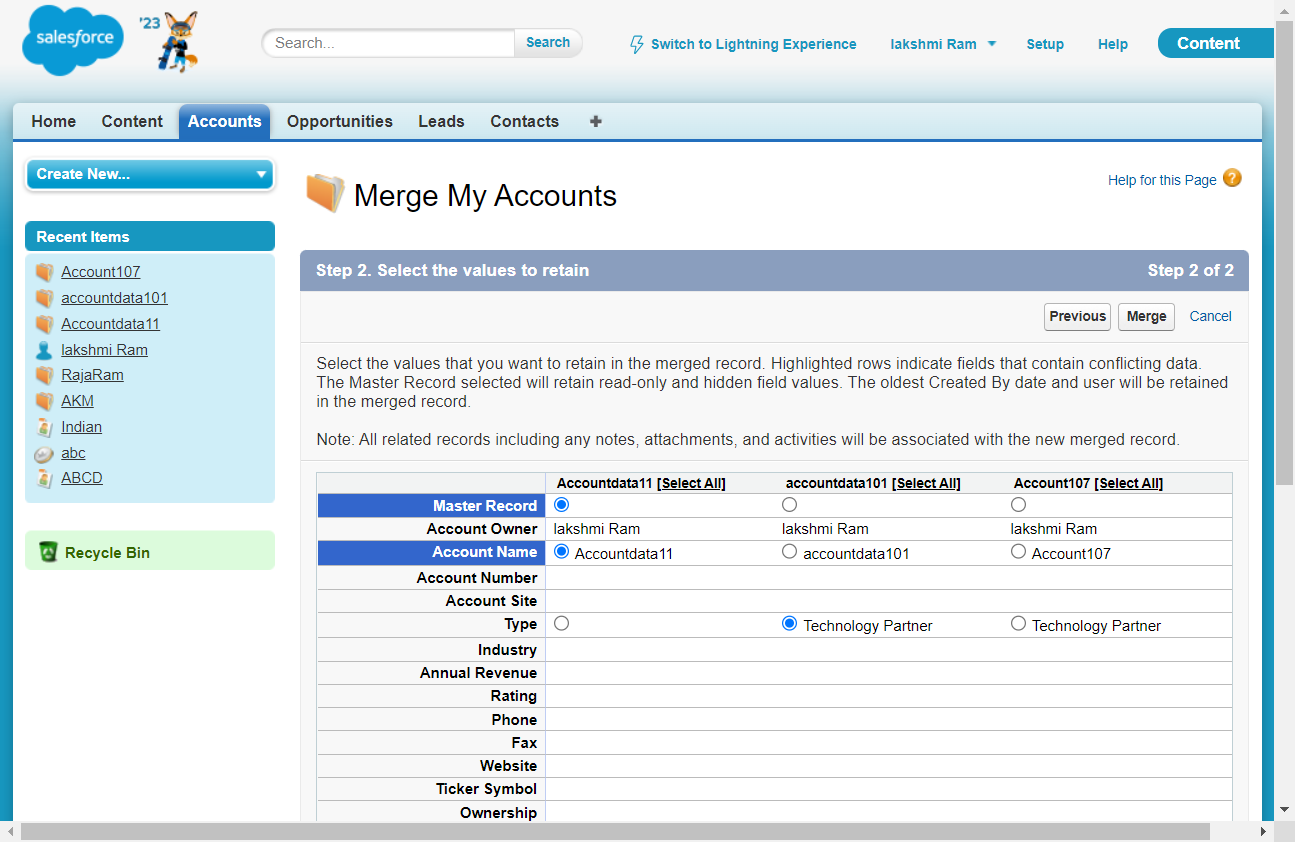 salesforce
'23
Search...
Search
Switch to Lightning Experience
lakshmi Ram
Setup
Help
Content
Home
Content
Accounts
Opportunities
Leads
Contacts
+
Create New...
Recent Items
Account107
accountdata101
Accountdata11
lakshmi Ram
RajaRam
AKM
Indian
abc
ABCD
Recycle Bin
Merge My Accounts
Help for this Page ?
Step 2. Select the values to retain
Step 2 of 2
Previous
Merge
Cancel
Select the values that you want to retain in the merged record. Highlighted rows indicate fields that contain conflicting data.
The Master Record selected will retain read-only and hidden field values. The oldest Created By date and user will be retained
in the merged record.
Note: All related records including any notes, attachments, and activities will be associated with the new merged record.
Accountdata11 [Select All] accountdata101 [Select All] Account107 [Select All]
Master Record
Account Owner lakshmi Ram lakshmi Ram lakshmi Ram
Account Name Accountdata11 accountdata101 Account107
Account Number
Account Site
Type Technology Partner Technology Partner
Industry
Annual Revenue
Rating
Phone
Fax
Website
Ticker Symbol
Ownership